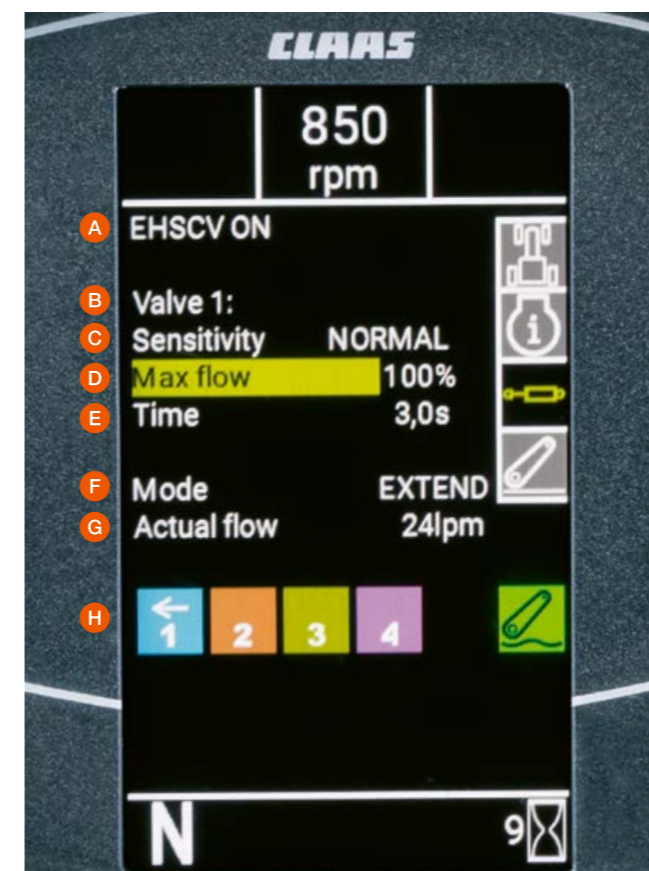 CLAAS
850
rpm
A EHSCV ON
B Valve 1:
C Sensitivity NORMAL
D Max flow 100%
E Time 3,0s
F Mode EXTEND
G Actual flow 24lpm
H 1 2 3 4
N 9
i